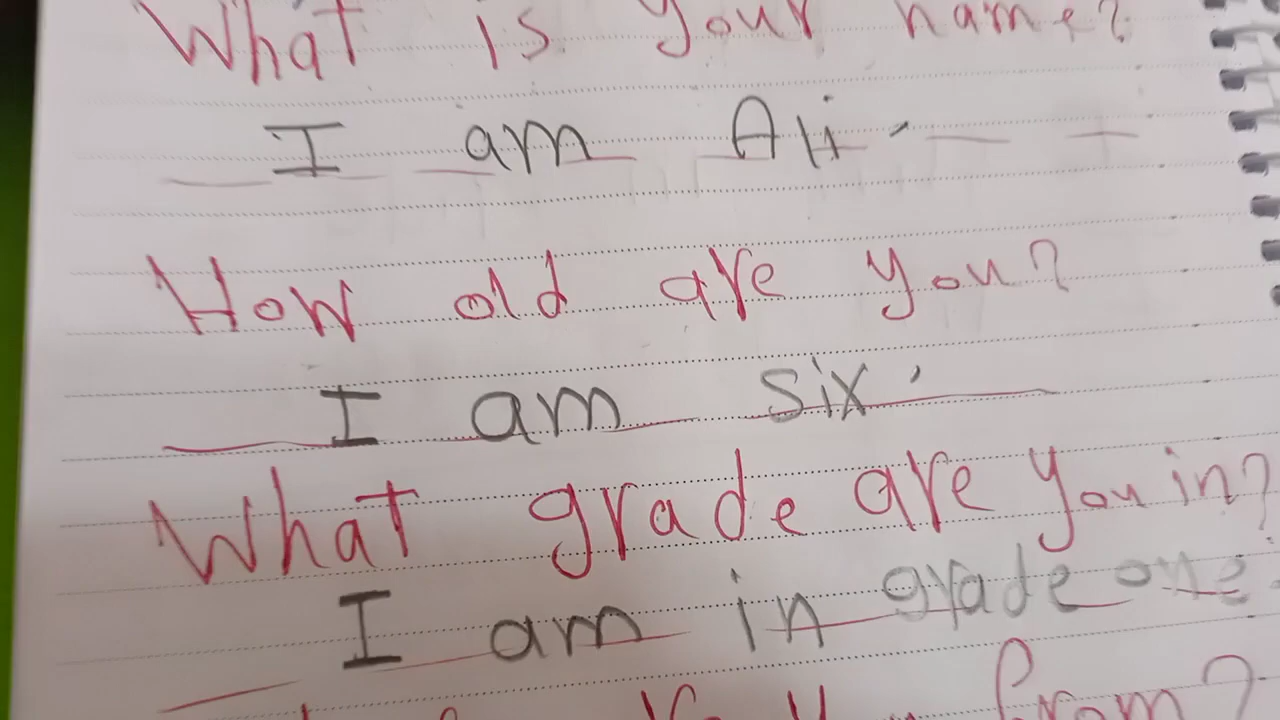 What is your name?
I am Ali.
How old are you?
I am six.
What grade are you in?
I am in grade one
from?